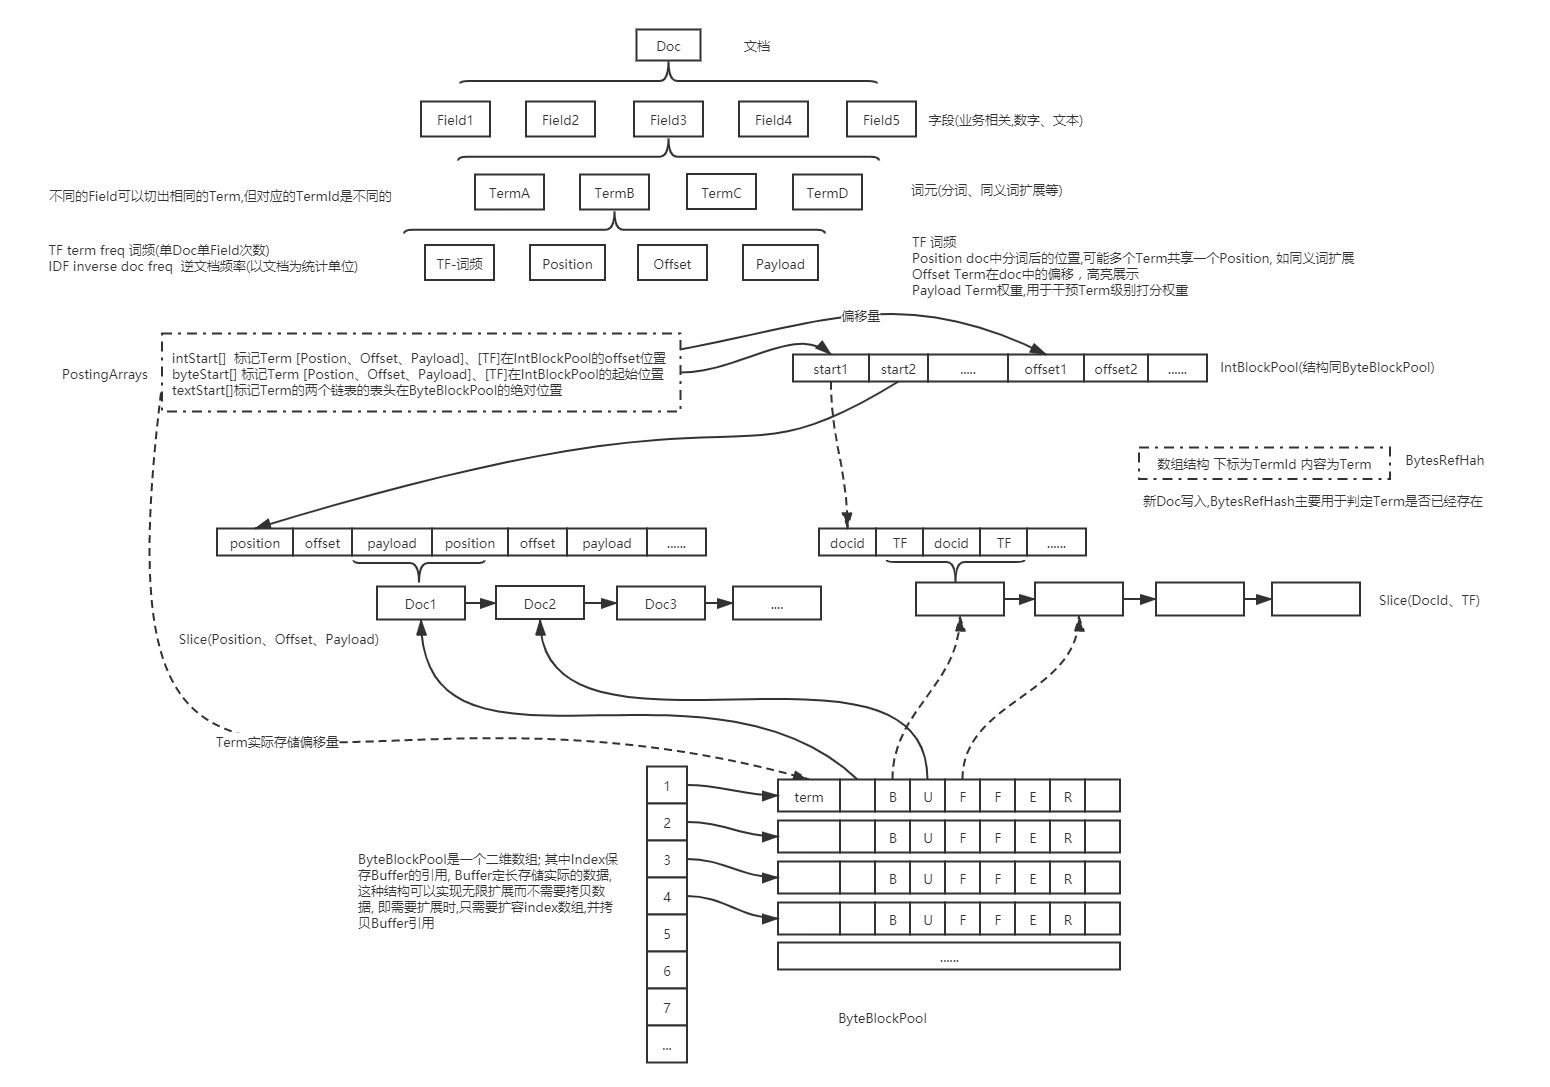 Doc
文档
Field1
Field2
Field3
Field4
Field5
字段(业务相关,数字、文本)
不同的Field可以切出相同的Term,但对应的TermId是不同的
TermA
TermB
TermC
TermD
词元(分词、同义词扩展等)
TF term freq 词频(单Doc单Field次数)
IDF inverse doc freq 逆文档频率(以文档为统计单位)
TF-词频
Position
Offset
Payload
TF 词频
Position doc中分词后的位置,可能多个Term共享一个Position, 如同义词扩展
Offset Term在doc中的偏移，高亮展示
Payload Term权重,用于干预Term级别打分权重
偏移量
PostingArrays
intStart[] 标记Term [Postion、Offset、Payload]、[TF]在IntBlockPool的offset位置
byteStart[] 标记Term [Postion、Offset、Payload]、[TF]在IntBlockPool的起始位置
textStart[]标记Term的两个链表的表头在ByteBlockPool的绝对位置
start1
start2
.....
offset1
offset2
......
IntBlockPool(结构同ByteBlockPool)
数组结构 下标为TermId 内容为Term
BytesRefHah
新Doc写入,BytesRefHash主要用于判定Term是否已经存在
position
offset
payload
position
offset
payload
......
docid
TF
docid
TF
......
Doc1
Doc2
Doc3
....
Slice(DocId、TF)
Slice(Position、Offset、Payload)
Term实际存储偏移量
1
2
3
4
5
6
7
...
term
B
U
F
F
E
R
B
U
F
F
E
R
B
U
F
F
E
R
B
U
F
F
E
R
......
ByteBlockPool是一个二维数组; 其中Index保
存Buffer的引用, Buffer定长存储实际的数据,
这种结构可以实现无限扩展而不需要拷贝数
据, 即需要扩展时,只需要扩容index数组,并拷
贝Buffer引用
ByteBlockPool